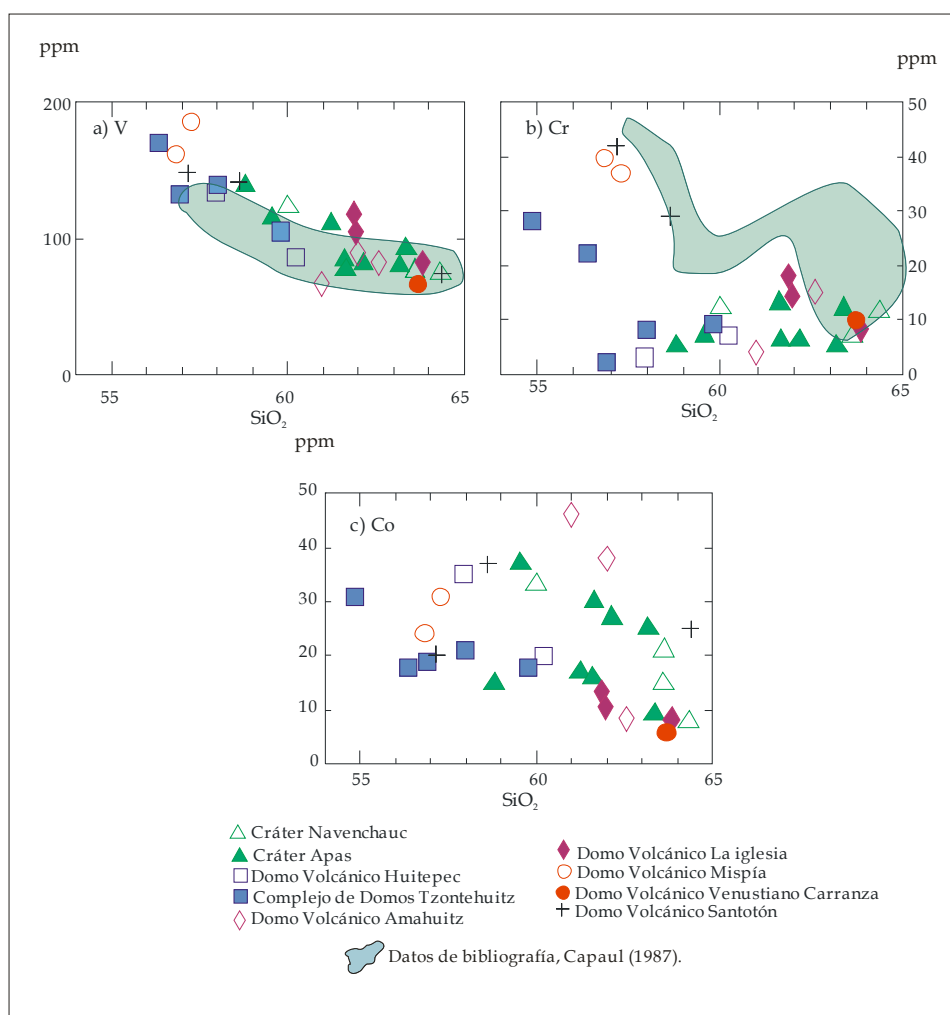 ppm
ppm
a) V
b) Cr
200
100
0
50
40
30
20
10
0
55 60 65
SiO₂
55 60 65
SiO₂
ppm
c) Co
50
40
30
20
10
0
55 60 65
SiO₂
Cráter Navenchauc
Cráter Apas
Domo Volcánico Huitepec
Complejo de Domos Tzontehuitz
Domo Volcánico Amahuitz
Domo Volcánico La iglesia
Domo Volcánico Mispía
Domo Volcánico Venustiano Carranza
Domo Volcánico Santotón
Datos de bibliografía, Capaul (1987).